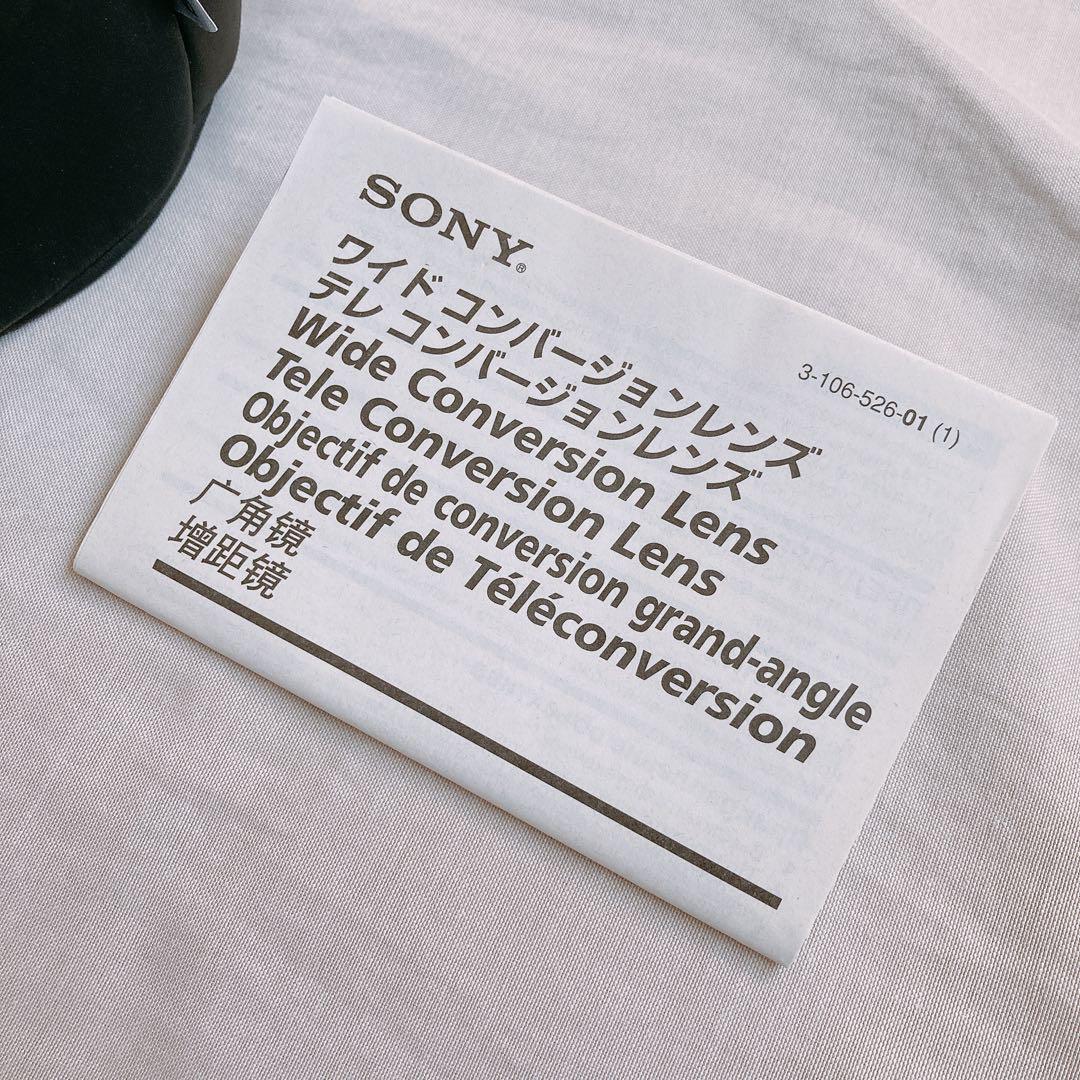 SONY®
3-106-526-01 (1)
ワイド コンバージョンレンズ
テレ コンバージョンレンズ
Wide Conversion Lens
Tele Conversion Lens
Objectif de conversion grand-angle
Objectif de Téléconversion
广角镜
增距镜